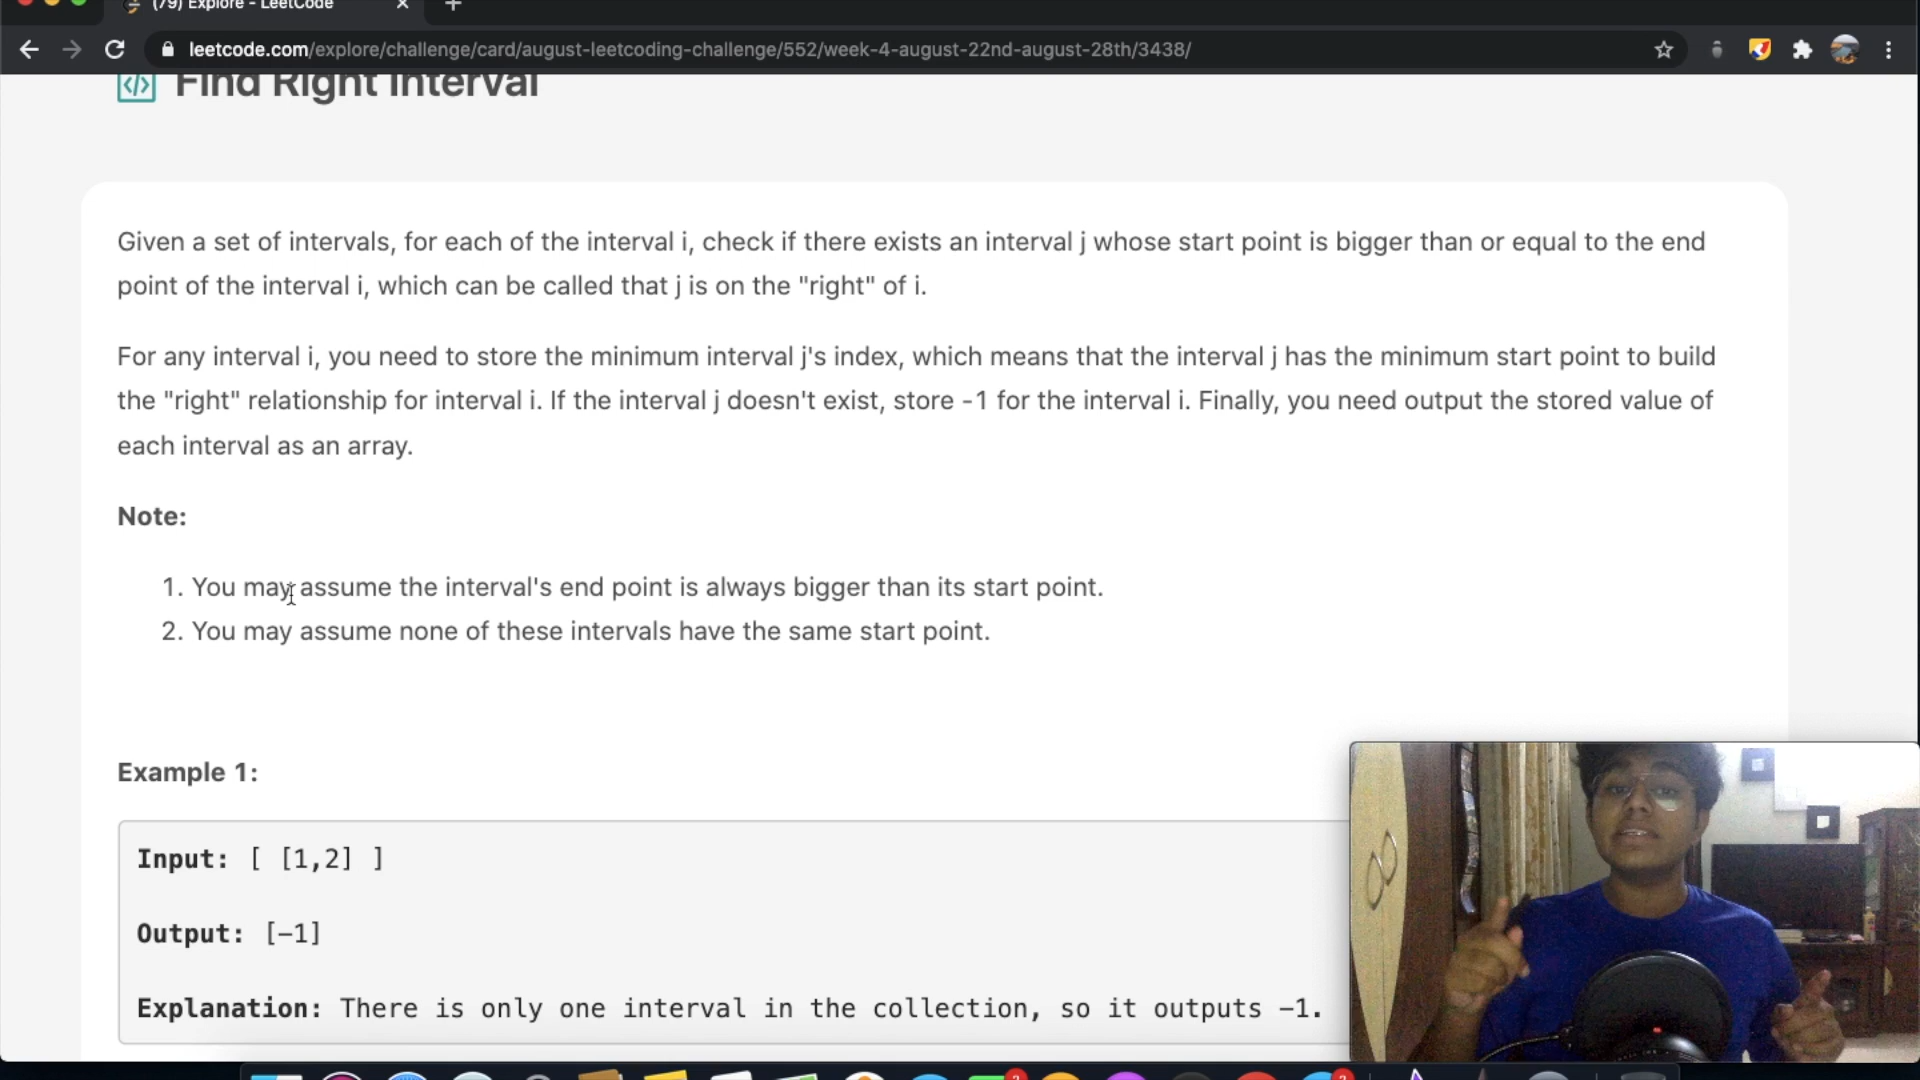 (79) Explore - LeetCode
leetcode.com/explore/challenge/card/august-leetcoding-challenge/552/week-4-august-22nd-august-28th/3438/
</> Find Right Interval
Given a set of intervals, for each of the interval i, check if there exists an interval j whose start point is bigger than or equal to the end
point of the interval i, which can be called that j is on the "right" of i.
For any interval i, you need to store the minimum interval j's index, which means that the interval j has the minimum start point to build
the "right" relationship for interval i. If the interval j doesn't exist, store -1 for the interval i. Finally, you need output the stored value of
each interval as an array.
Note:
1. You may assume the interval's end point is always bigger than its start point.
2. You may assume none of these intervals have the same start point.
Example 1:
Input: [ [1,2] ]
Output: [-1]
Explanation: There is only one interval in the collection, so it outputs -1.